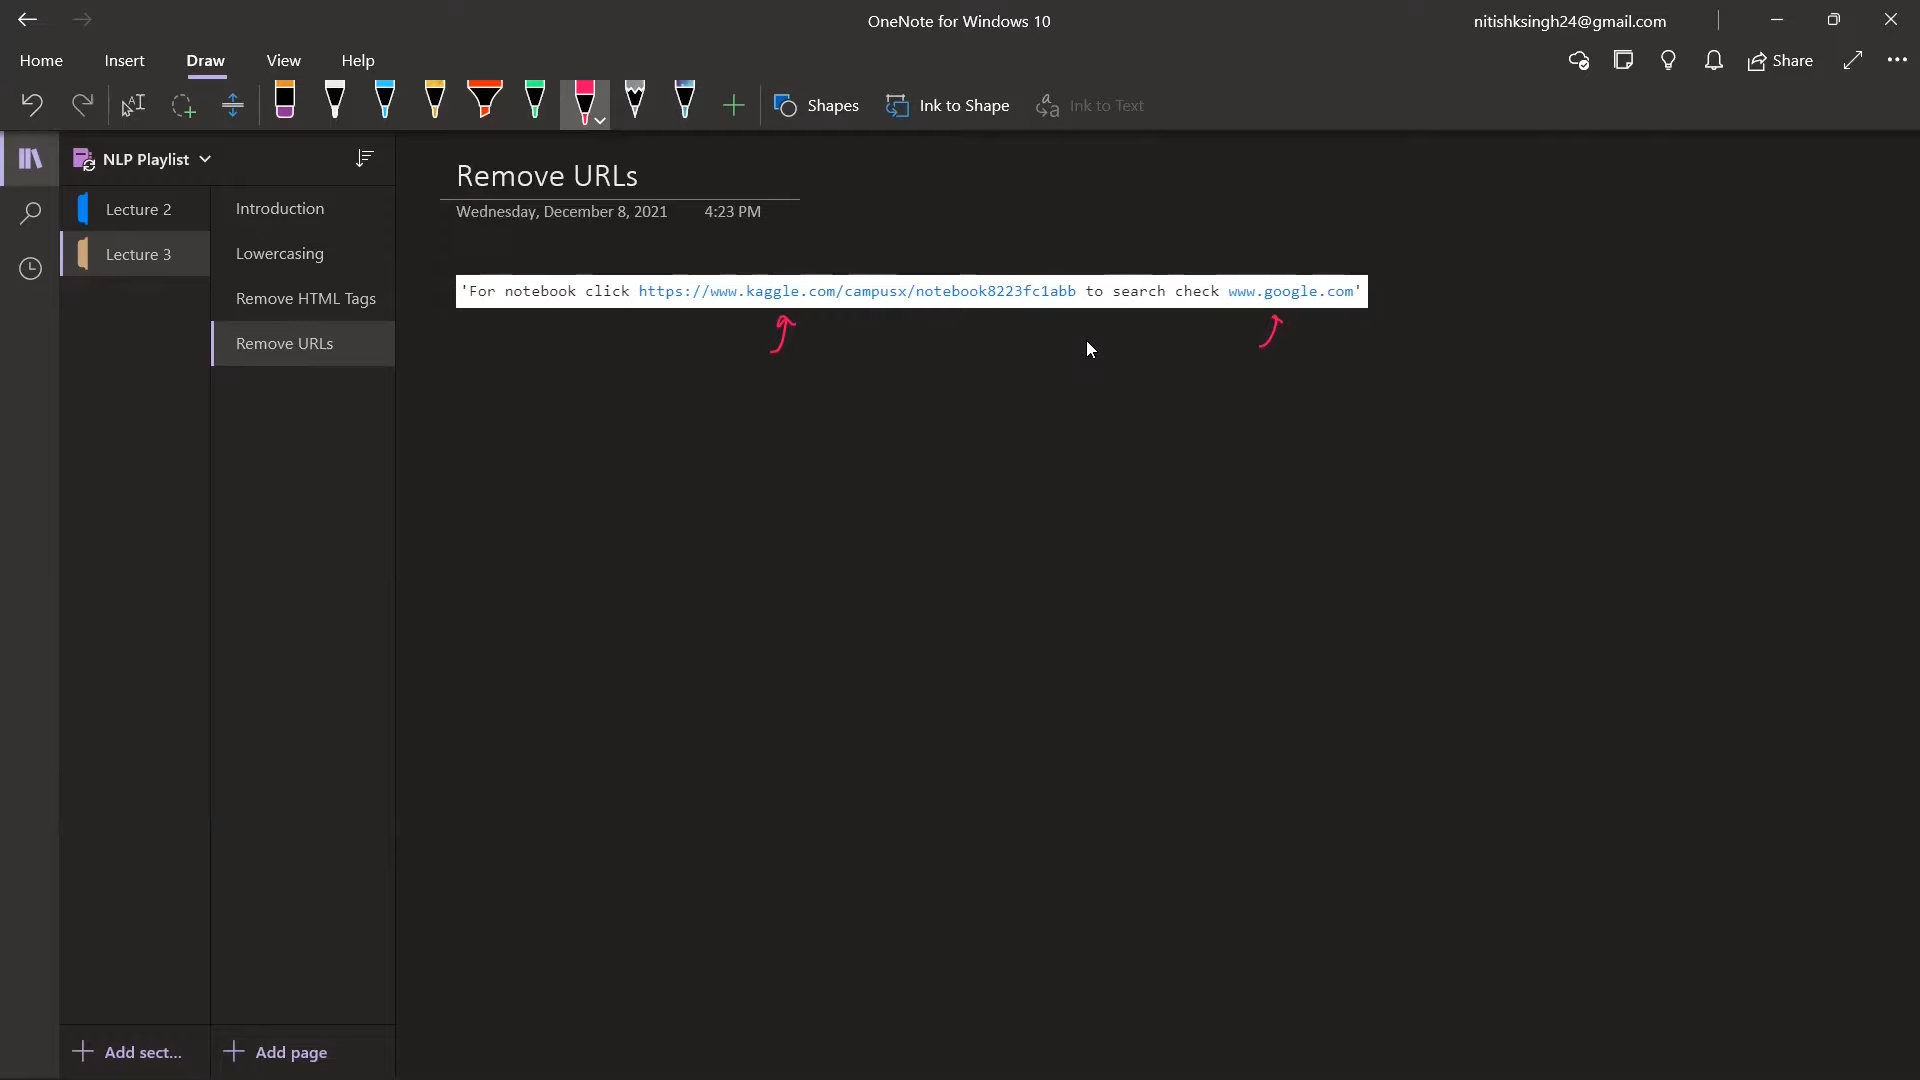 OneNote for Windows 10
nitishksingh24@gmail.com
Home Insert Draw View Help
Share
Shapes Ink to Shape Ink to Text
NLP Playlist
Lecture 2
Lecture 3
Introduction
Lowercasing
Remove HTML Tags
Remove URLs
Remove URLs
Wednesday, December 8, 2021 4:23 PM
'For notebook click https://www.kaggle.com/campusx/notebook8223fc1abb to search check www.google.com'
Add sect...
Add page